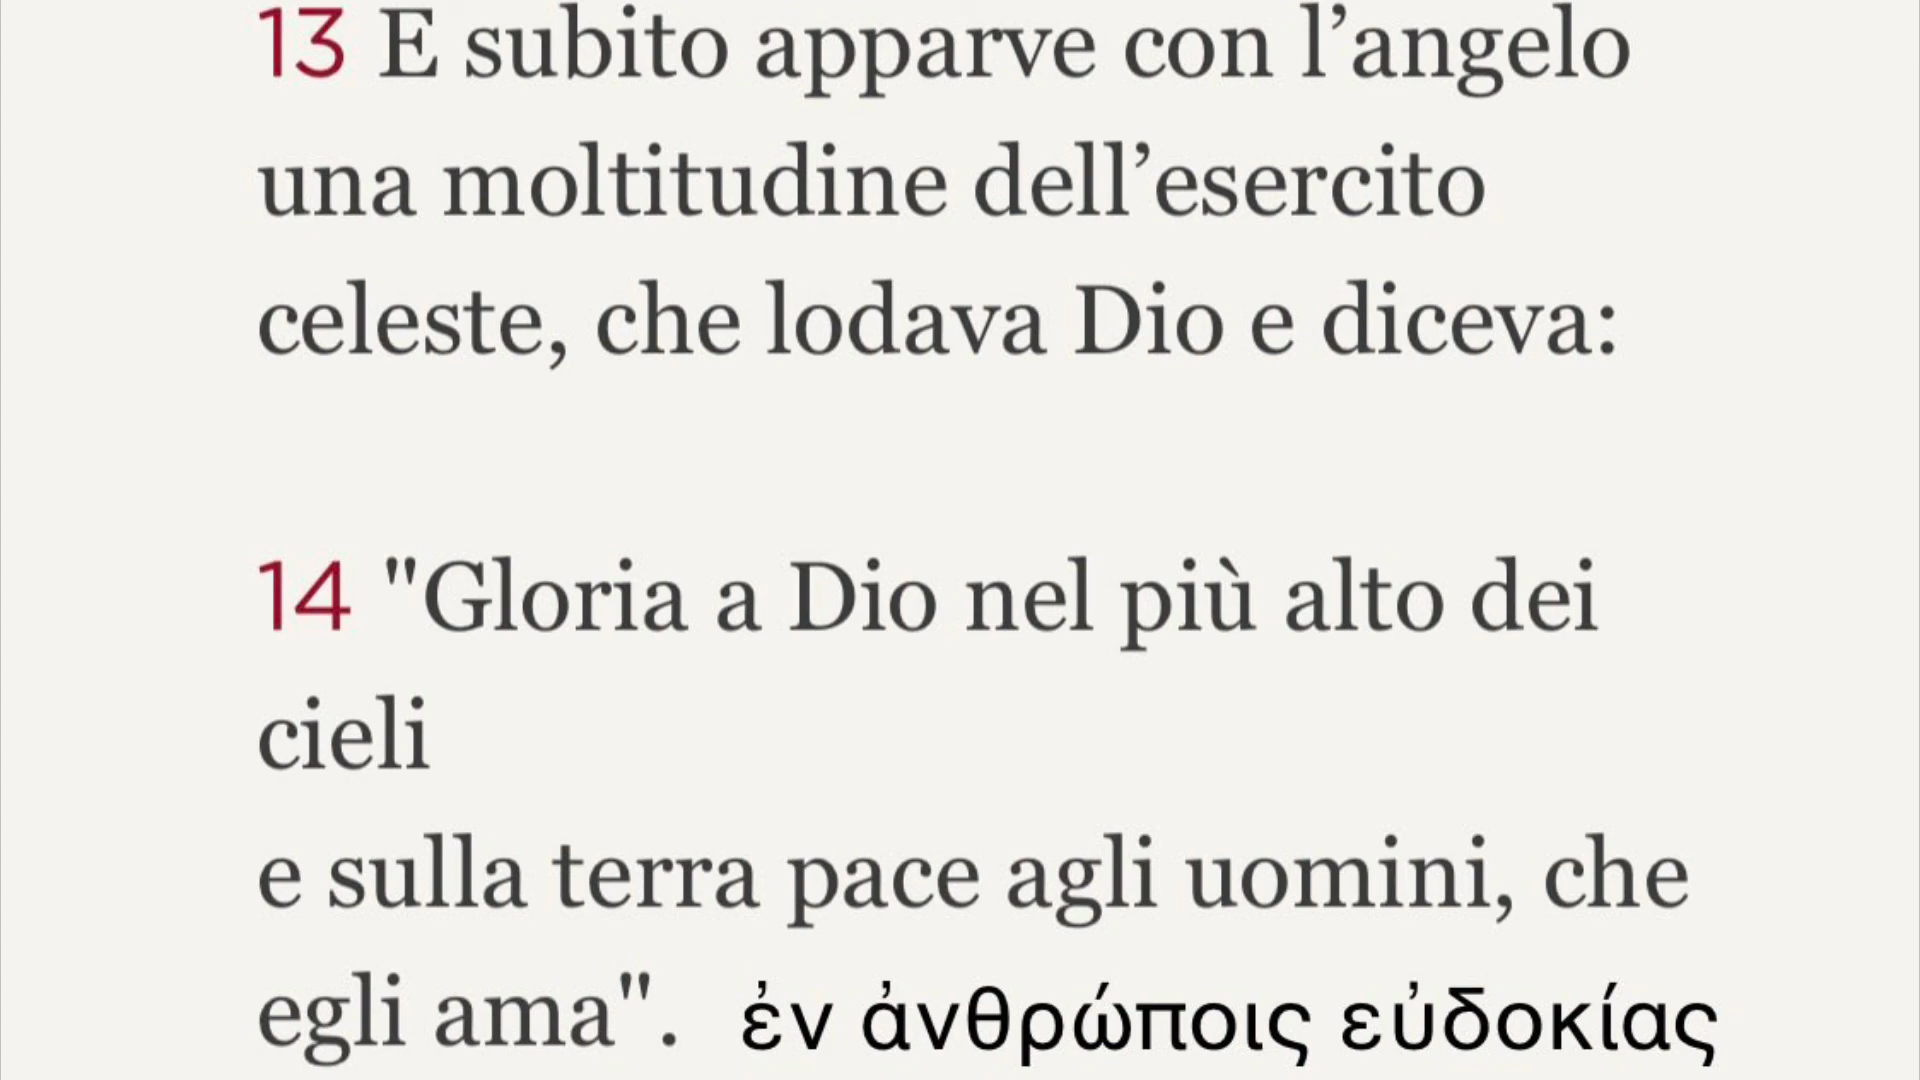 13 E subito apparve con l’angelo
una moltitudine dell’esercito
celeste, che lodava Dio e diceva:
14 "Gloria a Dio nel più alto dei
cieli
e sulla terra pace agli uomini, che
egli ama". ἐν ἀνθρώποις εὐδοκίας